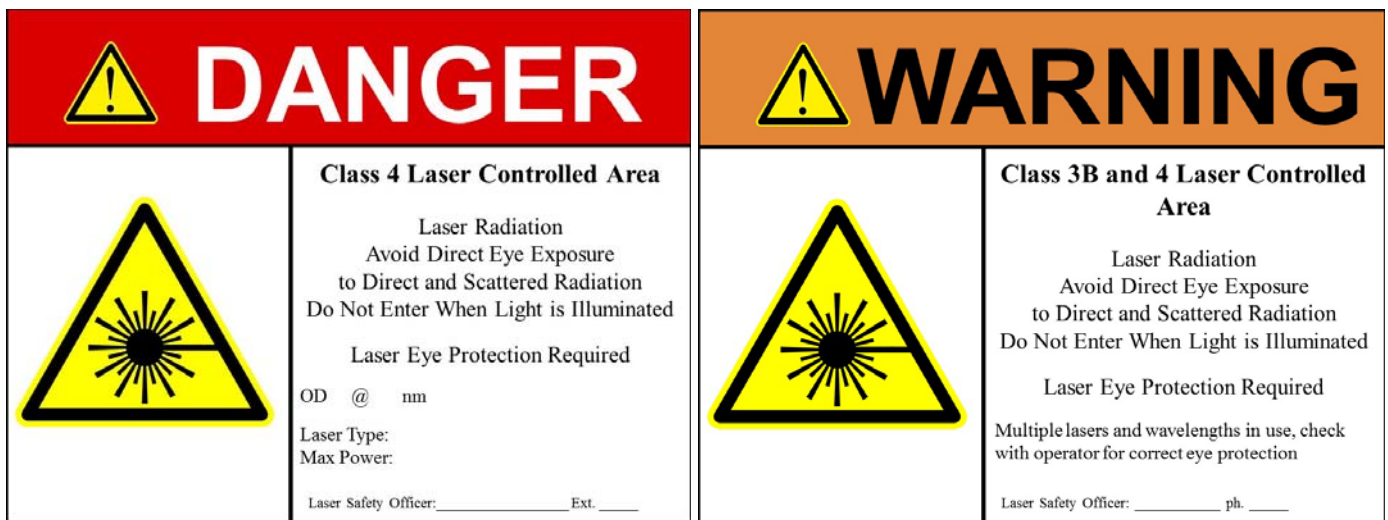 DANGER
Class 4 Laser Controlled Area
Laser Radiation
Avoid Direct Eye Exposure
to Direct and Scattered Radiation
Do Not Enter When Light is Illuminated
Laser Eye Protection Required
OD @ nm
Laser Type:
Max Power:
Laser Safety Officer:___________________Ext. _____
WARNING
Class 3B and 4 Laser Controlled
Area
Laser Radiation
Avoid Direct Eye Exposure
to Direct and Scattered Radiation
Do Not Enter When Light is Illuminated
Laser Eye Protection Required
Multiple lasers and wavelengths in use, check
with operator for correct eye protection
Laser Safety Officer: ____________ ph. _____